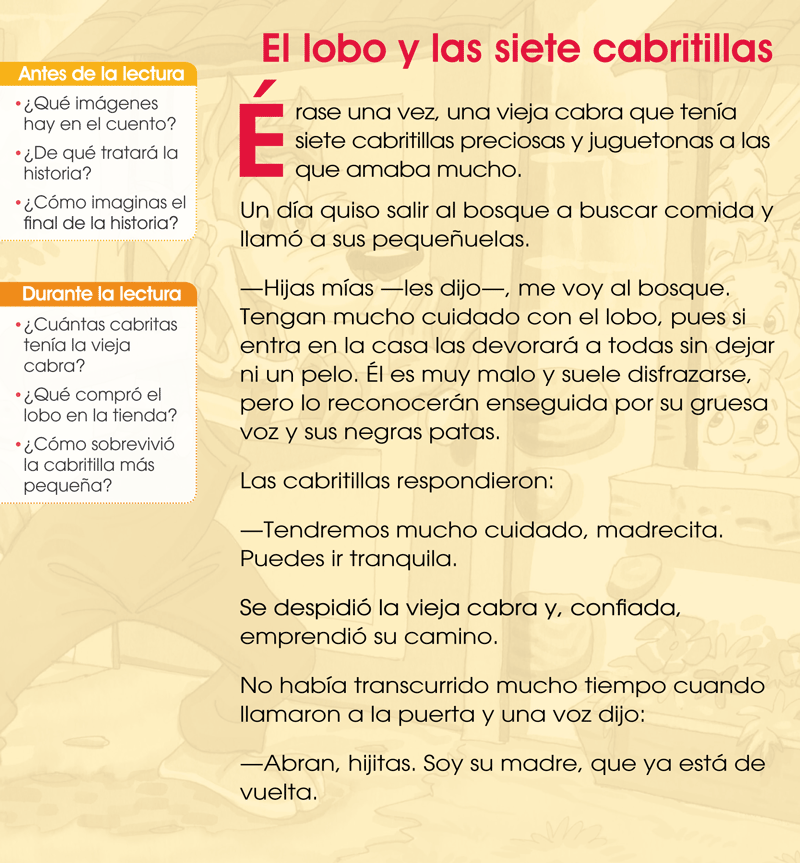 El lobo y las siete cabritillas
Antes de la lectura
•¿Qué imágenes
hay en el cuento?
•¿De qué tratará la
historia?
•¿Cómo imaginas el
final de la historia?
Durante la lectura
•¿Cuántas cabritas
tenía la vieja
cabra?
•¿Qué compró el
lobo en la tienda?
•¿Cómo sobrevivió
la cabritilla más
pequeña?
Érase una vez, una vieja cabra que tenía
siete cabritillas preciosas y juguetonas a las
que amaba mucho.
Un día quiso salir al bosque a buscar comida y
llamó a sus pequeñuelas.
—Hijas mías —les dijo—, me voy al bosque.
Tengan mucho cuidado con el lobo, pues si
entra en la casa las devorará a todas sin dejar
ni un pelo. Él es muy malo y suele disfrazarse,
pero lo reconocerán enseguida por su gruesa
voz y sus negras patas.
Las cabritillas respondieron:
—Tendremos mucho cuidado, madrecita.
Puedes ir tranquila.
Se despidió la vieja cabra y, confiada,
emprendió su camino.
No había transcurrido mucho tiempo cuando
llamaron a la puerta y una voz dijo:
—Abran, hijitas. Soy su madre, que ya está de
vuelta.